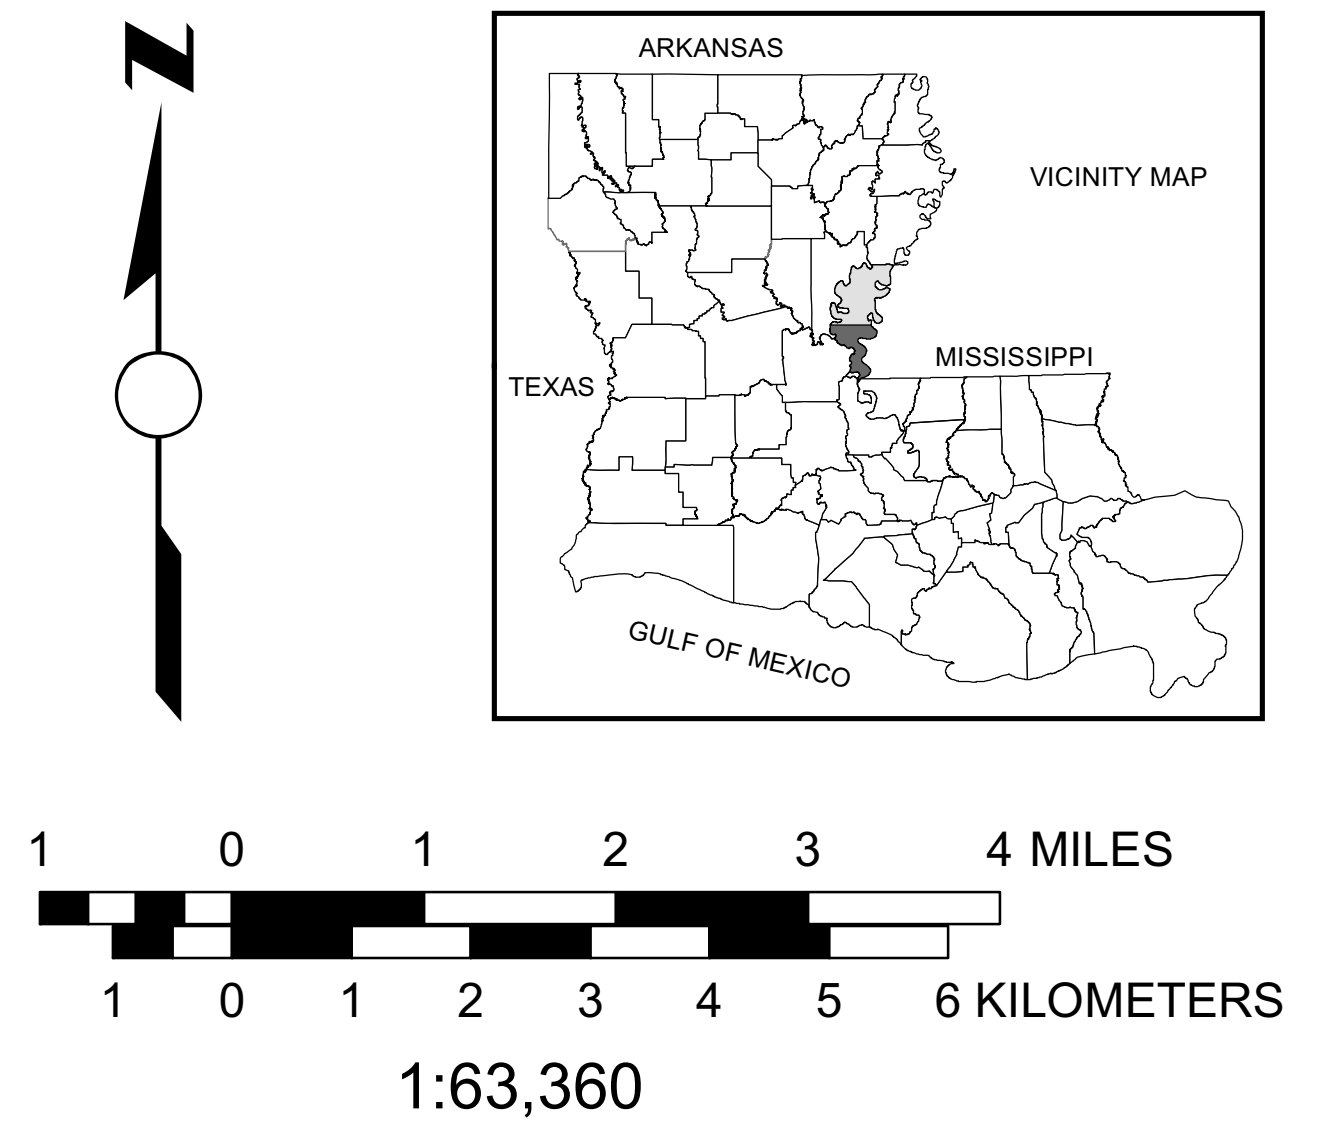 N
ARKANSAS
VICINITY MAP
MISSISSIPPI
TEXAS
GULF OF MEXICO
1 0 1 2 3 4 MILES
1 0 1 2 3 4 5 6 KILOMETERS
1:63,360